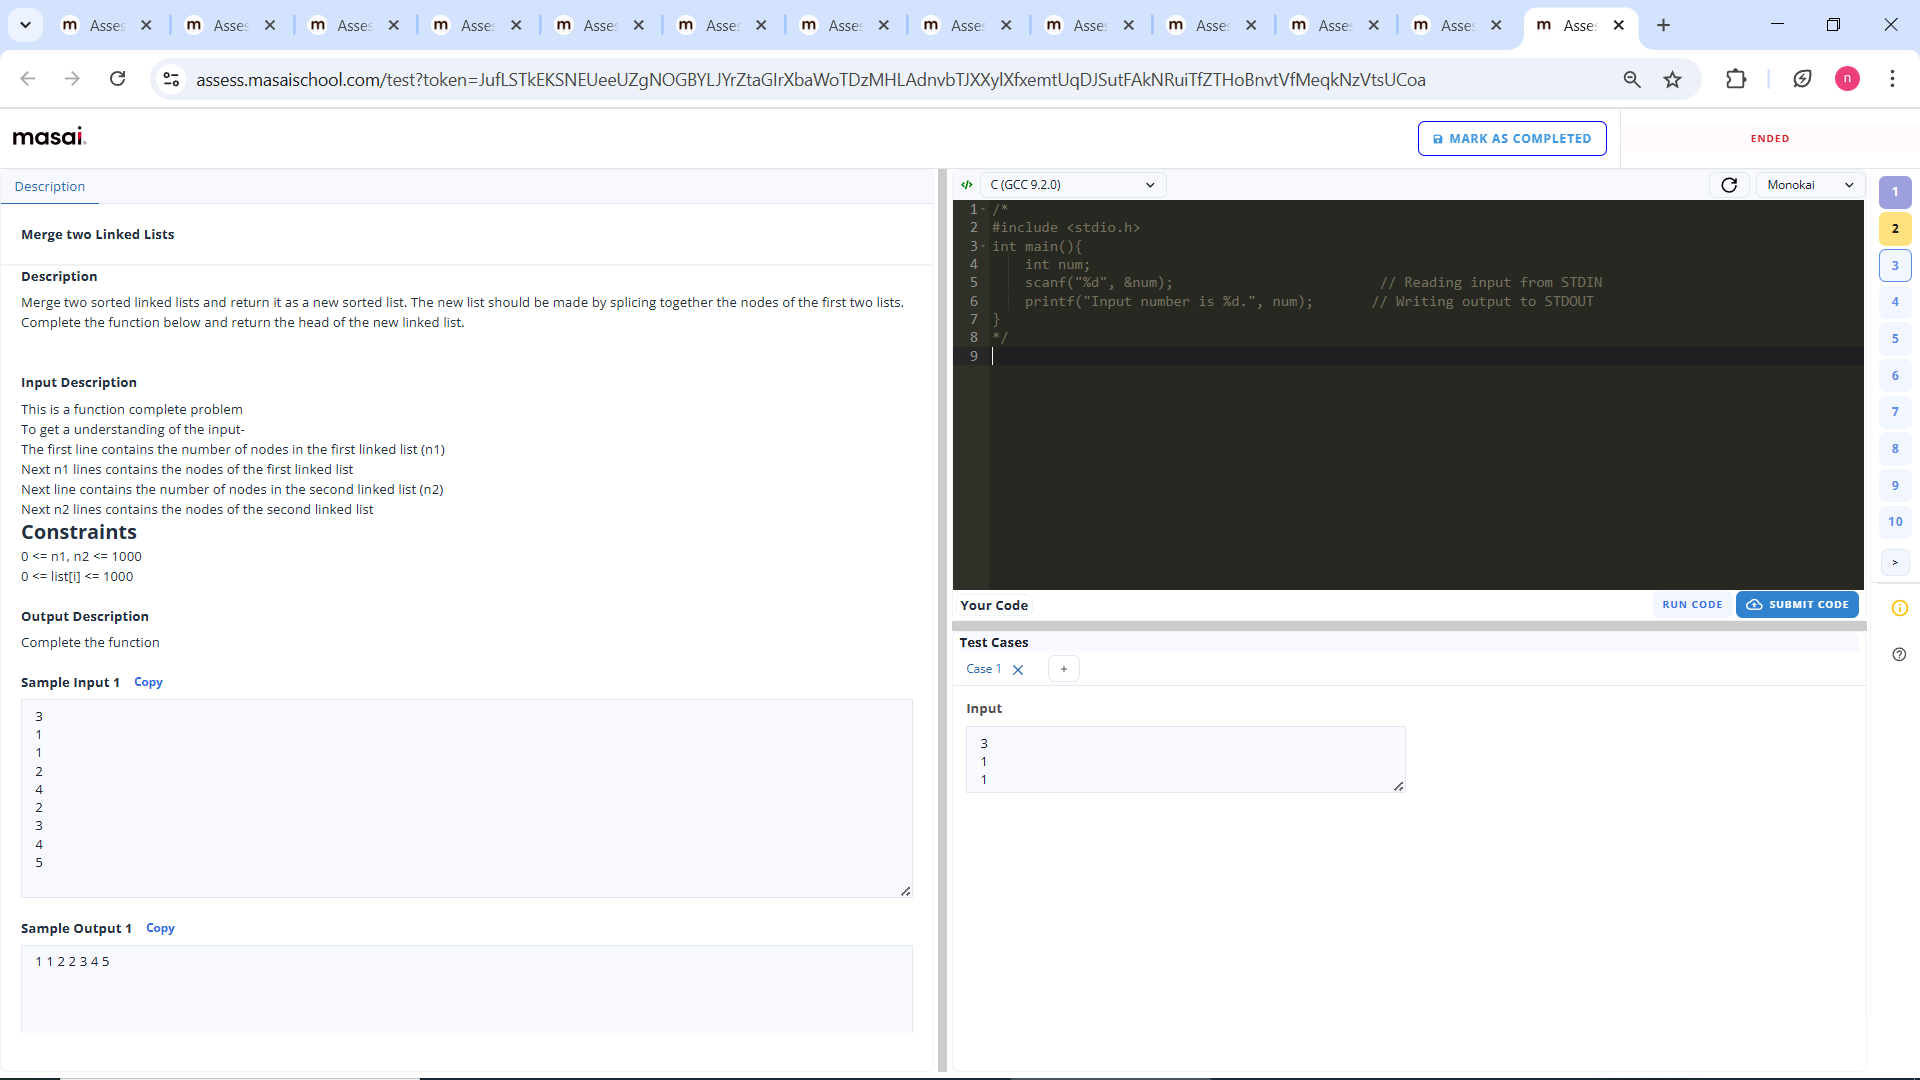 m Asses
m Asses
m Asses
m Asses
m Asses
m Asses
m Asses
m Asses
m Asses
m Asses
m Asses
m Asses
m Asses
n
masai.
MARK AS COMPLETED
ENDED
Description
Merge two Linked Lists
Description
Merge two sorted linked lists and return it as a new sorted list. The new list should be made by splicing together the nodes of the first two lists.
Complete the function below and return the head of the new linked list.
Input Description
This is a function complete problem
To get a understanding of the input-
The first line contains the number of nodes in the first linked list (n1)
Next n1 lines contains the nodes of the first linked list
Next line contains the number of nodes in the second linked list (n2)
Next n2 lines contains the nodes of the second linked list
Constraints
0 <= n1, n2 <= 1000
0 <= list[i] <= 1000
Output Description
Complete the function
Sample Input 1 Copy
3
1
1
2
4
2
3
4
5
Sample Output 1 Copy
1 1 2 2 3 4 5
C (GCC 9.2.0)
Monokai
1 /*
2 #include <stdio.h>
3 int main(){
4 int num;
5 scanf("%d", &num); // Reading input from STDIN
6 printf("Input number is %d.", num); // Writing output to STDOUT
7 }
8 */
9
Your Code
RUN CODE
SUBMIT CODE
Test Cases
Case 1
+
Input
3
1
1
1
2
3
4
5
6
7
8
9
10
>